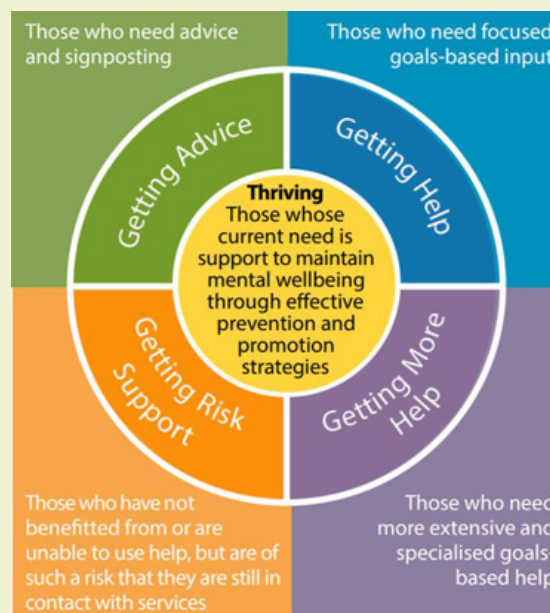 Those who need advice
and signposting
Those who need focused
goals-based input
Getting Advice
Getting Help
Thriving
Those whose
current need is
support to maintain
mental wellbeing
through effective
prevention and
promotion
strategies
Getting Risk
Support
Getting More
Help
Those who have not
benefitted from or are
unable to use help, but are of
such a risk that they are still in
contact with services
Those who need
more extensive and
specialised goals-
based help